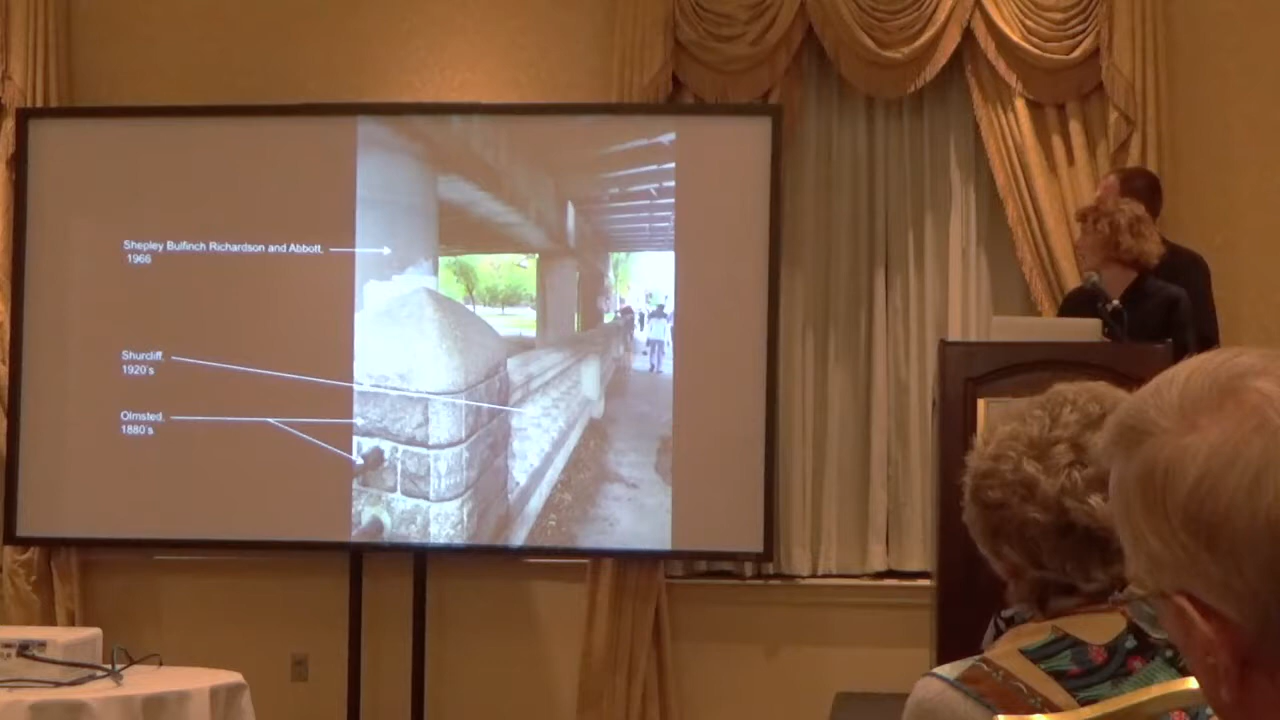 Shepley Bulfinch Richardson and Abbott,
1966
Shurcliff,
1920's
Olmsted,
1880's